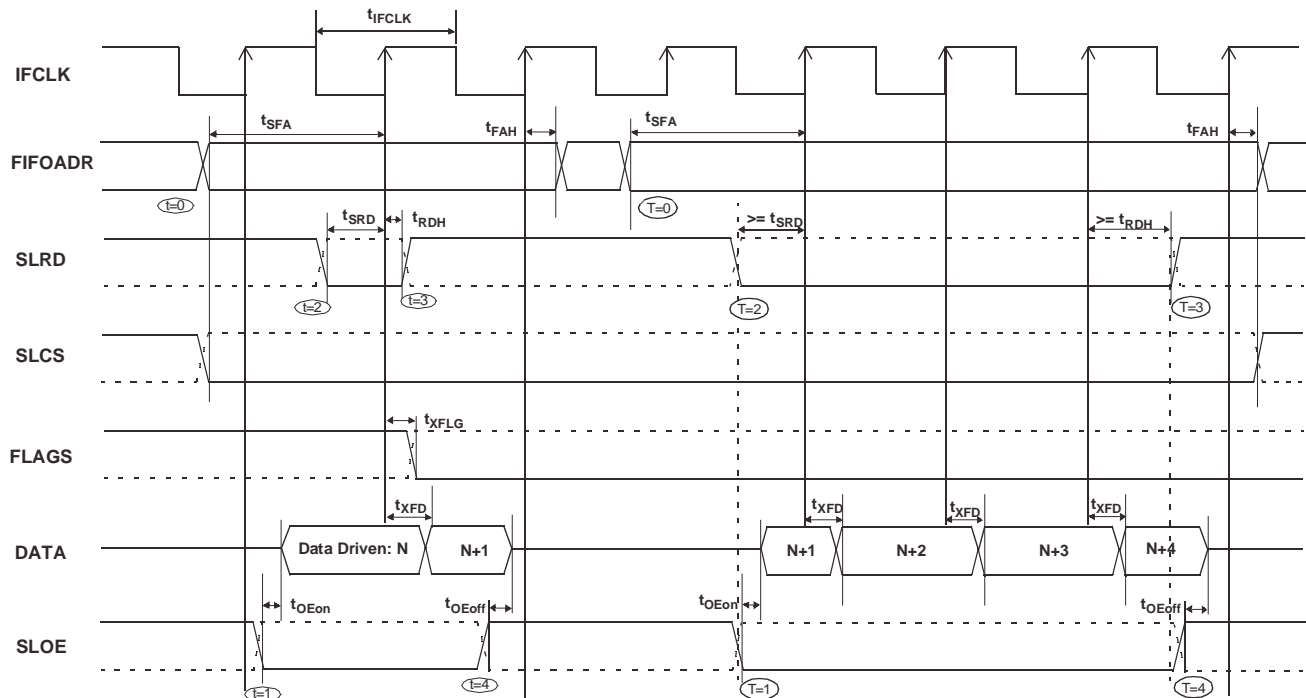 tIFCLK
IFCLK
tSFA
tFAH
tSFA
tFAH
FIFOADR
t=0
T=0
tSRD
tRDH
>= tSRD
>= tRDH
SLRD
t=2
t=3
T=2
T=3
SLCS
tXFLG
FLAGS
tXFD
tXFD
tXFD
tXFD
DATA
Data Driven: N
N+1
N+1
N+2
N+3
N+4
tOEon
tOEoff
tOEon
tOEoff
SLOE
t=1
t=4
T=1
T=4